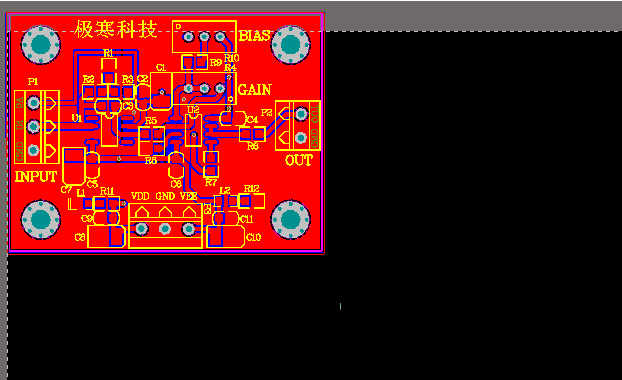 极寒科技
BIAS
R1
R9
R10
R4
P1
R2
R3
C2
C1
GAIN
C3
U1
U2
C4
P2
R5
R8
OUT
INPUT
C7
C5
C6
R7
L1
R11
VDD GND VEE
L2
R12
C9
C11
C8
C10